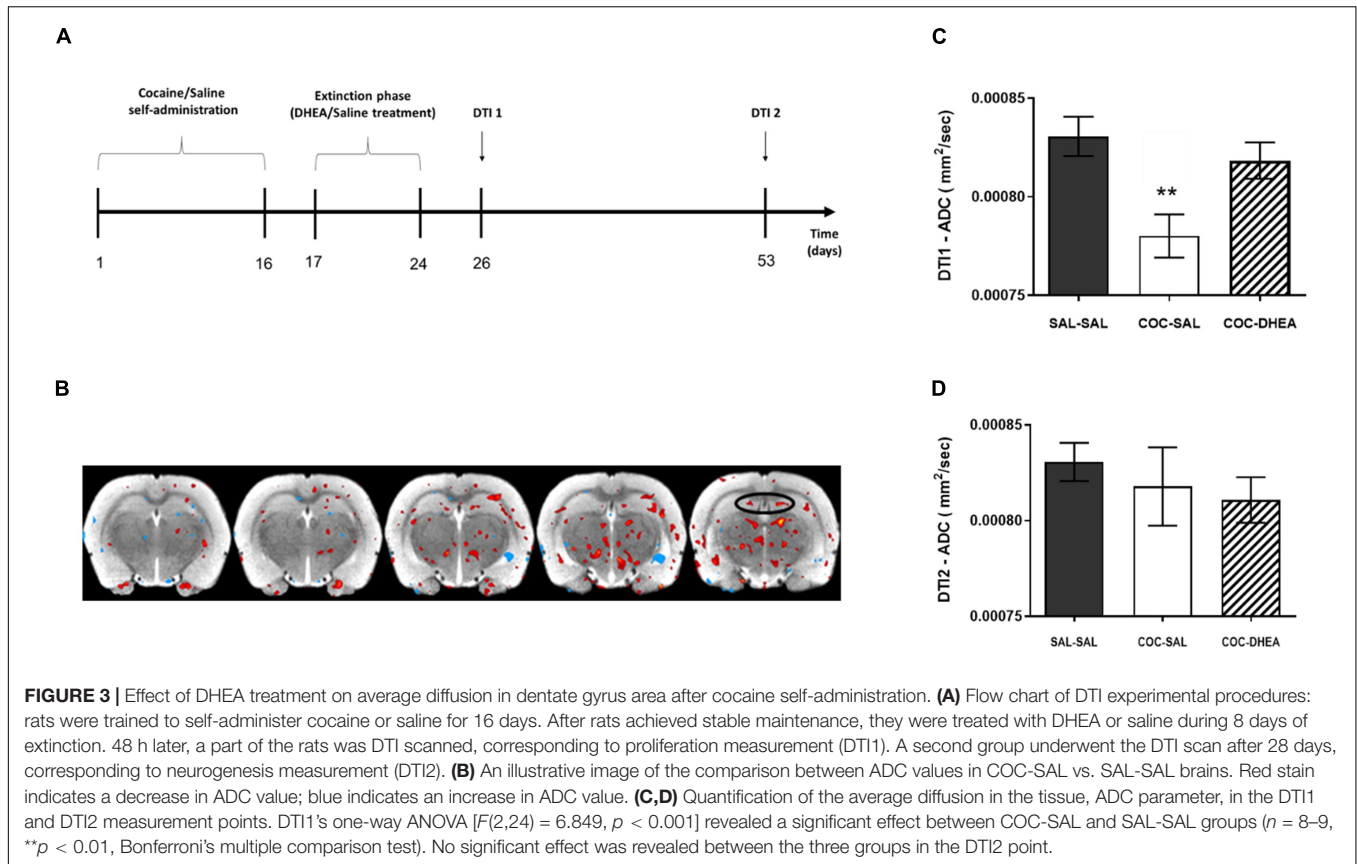 A
Cocaine/Saline
self-administration
Extinction phase
(DHEA/Saline treatment)
DTI 1
DTI 2
Time
(days)
1
16
17
24
26
53
B
C
DTI1 - ADC ( mm²/sec)
0.00085
0.00080
0.00075
**
SAL-SAL
COC-SAL
COC-DHEA
D
DTI2 - ADC (mm²/sec)
0.00085
0.00080
0.00075
SAL-SAL
COC-SAL
COC-DHEA
FIGURE 3 | Effect of DHEA treatment on average diffusion in dentate gyrus area after cocaine self-administration. (A) Flow chart of DTI experimental procedures:
rats were trained to self-administer cocaine or saline for 16 days. After rats achieved stable maintenance, they were treated with DHEA or saline during 8 days of
extinction. 48 h later, a part of the rats was DTI scanned, corresponding to proliferation measurement (DTI1). A second group underwent the DTI scan after 28 days,
corresponding to neurogenesis measurement (DTI2). (B) An illustrative image of the comparison between ADC values in COC-SAL vs. SAL-SAL brains. Red stain
indicates a decrease in ADC value; blue indicates an increase in ADC value. (C,D) Quantification of the average diffusion in the tissue, ADC parameter, in the DTI1
and DTI2 measurement points. DTI1's one-way ANOVA [F(2,24) = 6.849, p < 0.001] revealed a significant effect between COC-SAL and SAL-SAL groups (n = 8–9,
**p < 0.01, Bonferroni's multiple comparison test). No significant effect was revealed between the three groups in the DTI2 point.